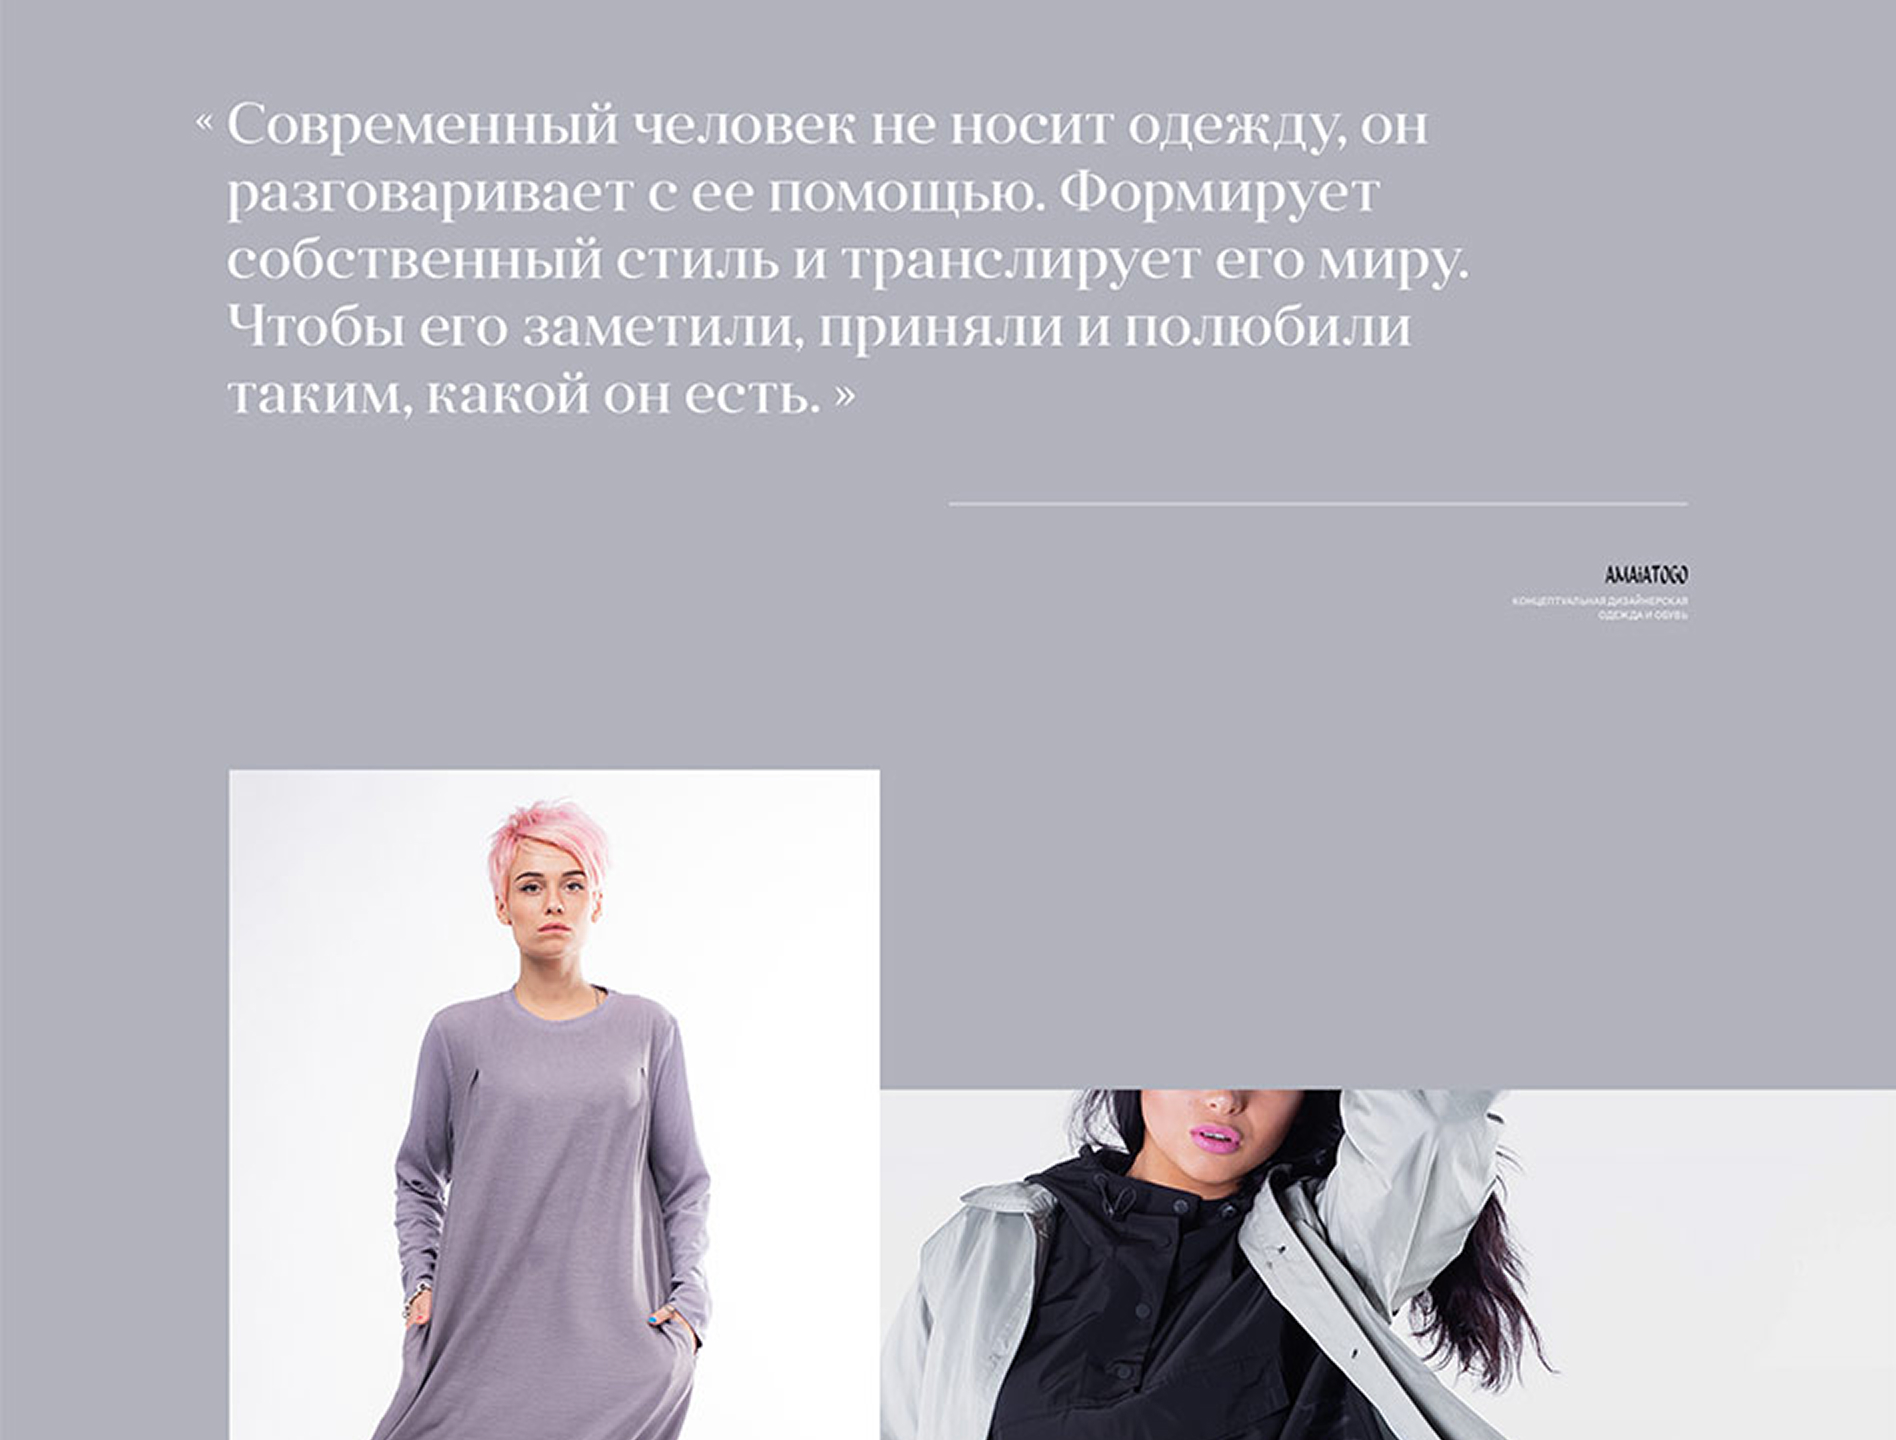 « Современный человек не носит одежду, он
разговаривает с ее помощью. Формирует
собственный стиль и транслирует его миру.
Чтобы его заметили, приняли и полюбили
таким, какой он есть. »
AMAiATOGO
КОНЦЕПТУАЛЬНАЯ ДИЗАЙНЕРСКАЯ
ОДЕЖДА И ОБУВЬ